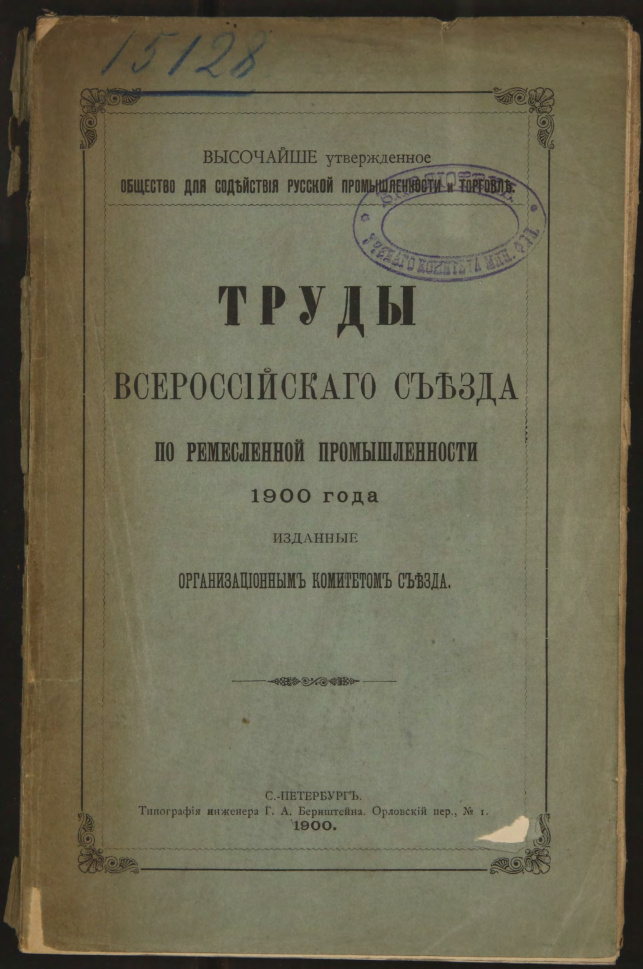 15128
ВЫСОЧАЙШЕ утвержденное
ОБЩЕСТВО ДЛЯ СОДѢЙСТВІЯ РУССКОЙ ПРОМЫШЛЕННОСТИ и ТОРГОВЛѢ.
ТРУДЫ
ВСЕРОССІЙСКАГО СЪѢЗДА
ПО РЕМЕСЛЕННОЙ ПРОМЫШЛЕННОСТИ
1900 года
ИЗДАННЫЕ
ОРГАНИЗАЦІОННЫМЪ КОМИТЕТОМЪ СЪѢЗДА.
С.-ПЕТЕРБУРГЪ.
Типографія инженера Г. А. Бернштейна. Орловскій пер., № 1.
1900.